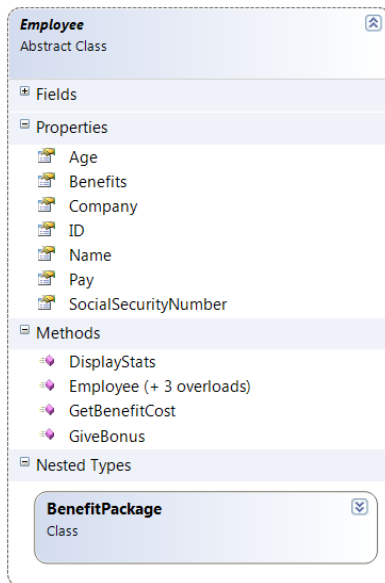 Employee
Abstract Class
Fields
Properties
Age
Benefits
Company
ID
Name
Pay
SocialSecurityNumber
Methods
DisplayStats
Employee (+ 3 overloads)
GetBenefitCost
GiveBonus
Nested Types
BenefitPackage
Class